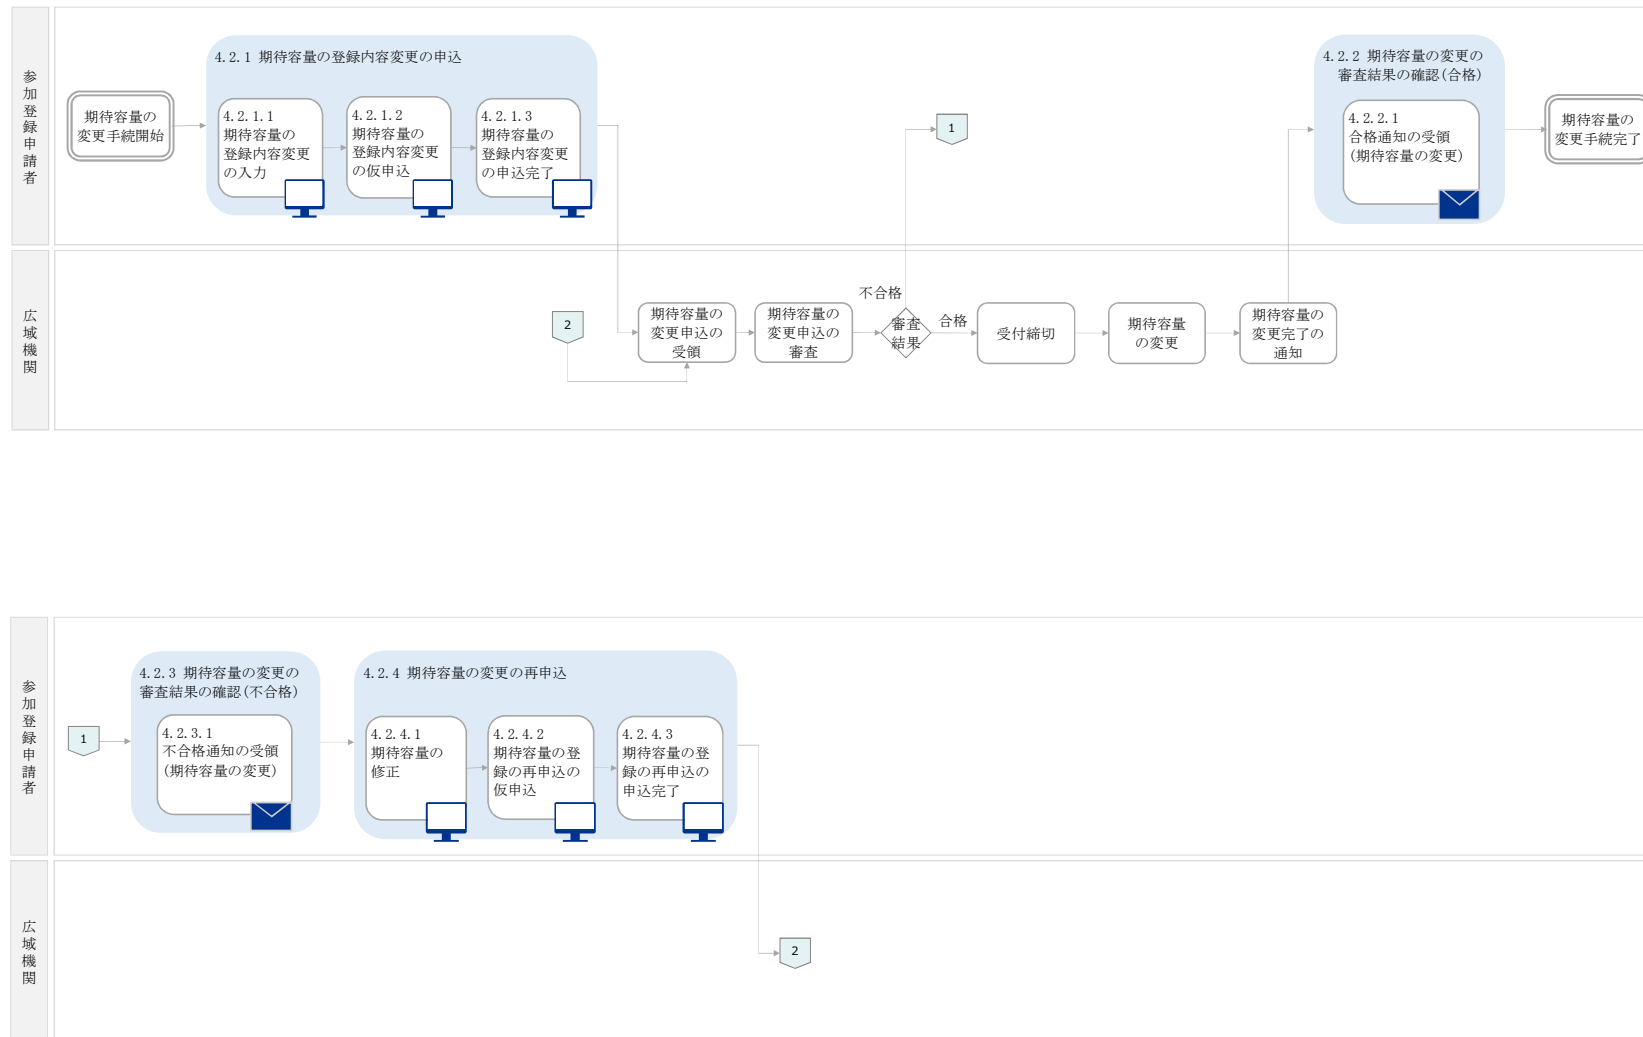 参加登録申請者
期待容量の
変更手続開始
4.2.1 期待容量の登録内容変更の申込
4.2.1.1
期待容量の
登録内容変更
の入力
4.2.1.2
期待容量の
登録内容変更
の仮申込
4.2.1.3
期待容量の
登録内容変更
の申込完了
1
4.2.2 期待容量の変更の
審査結果の確認(合格)
4.2.2.1
合格通知の受領
(期待容量の変更)
期待容量の
変更手続完了
広域機関
2
期待容量の
変更申込の
受領
期待容量の
変更申込の
審査
不合格
審査
結果
合格
受付締切
期待容量
の変更
期待容量の
変更完了の
通知
参加登録申請者
1
4.2.3 期待容量の変更の
審査結果の確認(不合格)
4.2.3.1
不合格通知の受領
(期待容量の変更)
4.2.4 期待容量の変更の再申込
4.2.4.1
期待容量の
修正
4.2.4.2
期待容量の登
録の再申込の
仮申込
4.2.4.3
期待容量の登
録の再申込の
申込完了
広域機関
2